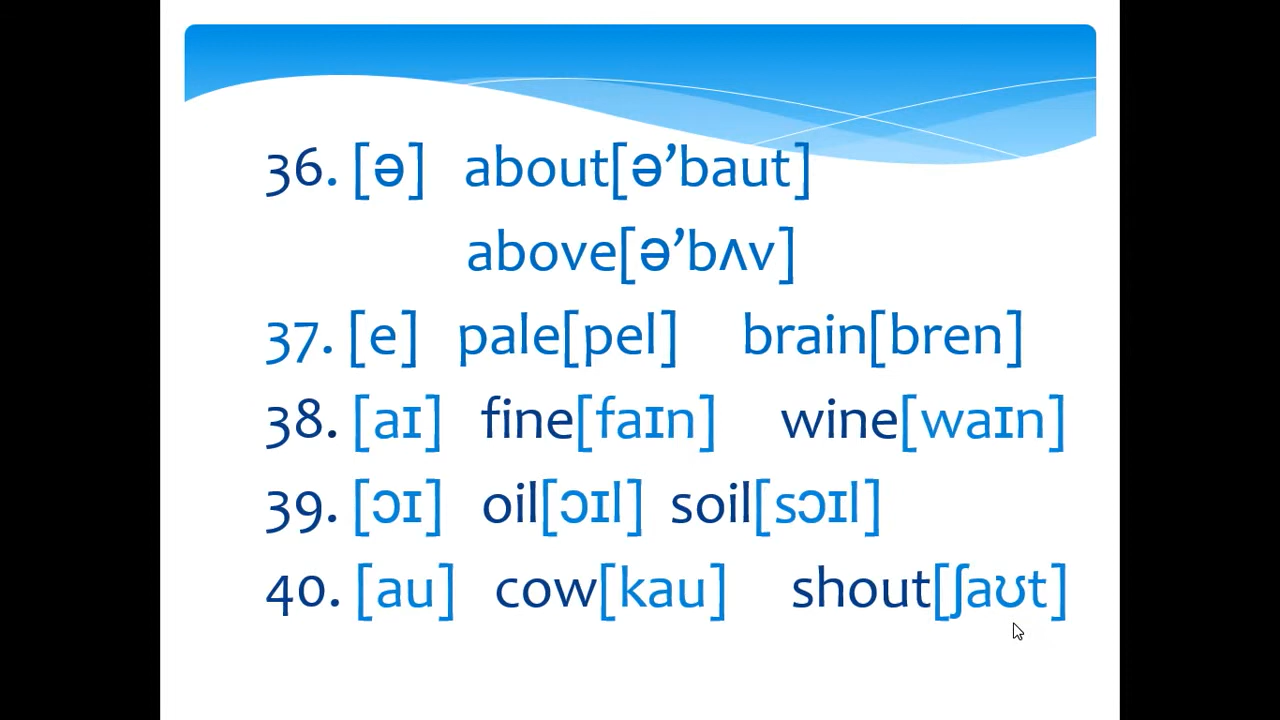 36. [ə] about[ə’baut]
above[ə’bʌv]
37. [e] pale[pel] brain[bren]
38. [aɪ] fine[faɪn] wine[waɪn]
39. [ɔɪ] oil[ɔɪl] soil[sɔɪl]
40. [au] cow[kau] shout[ʃaʊt]